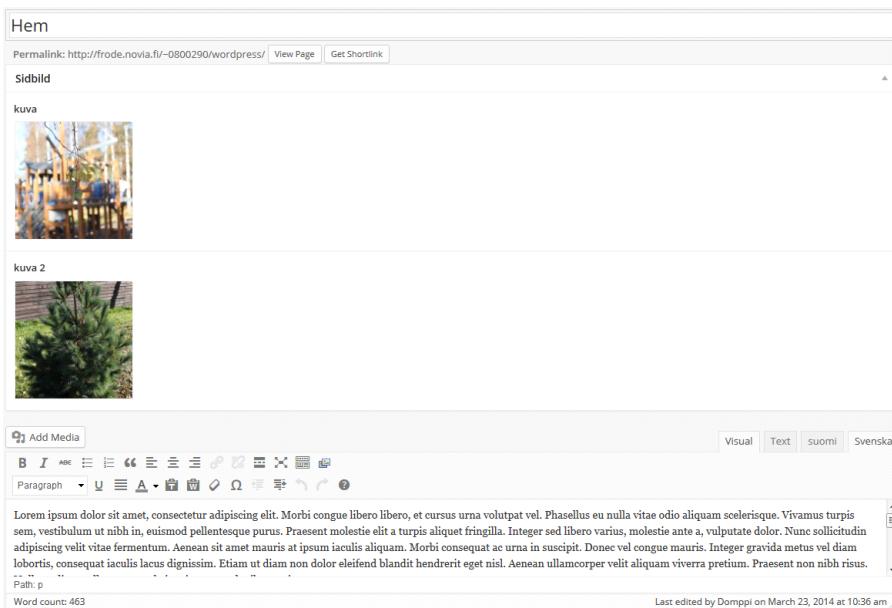 Hem
Permalink: http://frode.novia.fi/~0800290/wordpress/ View Page Get Shortlink
Sidbild
kuva
kuva 2
Add Media
Visual Text suomi Svenska
B I ABC
Paragraph U A T W Ω
Lorem ipsum dolor sit amet, consectetur adipiscing elit. Morbi congue libero libero, et cursus urna volutpat vel. Phasellus eu nulla vitae odio aliquam scelerisque. Vivamus turpis
sem, vestibulum ut nibh in, euismod pellentesque purus. Praesent molestie elit a turpis aliquet fringilla. Integer sed libero varius, molestie ante a, vulputate dolor. Nunc sollicitudin
adipiscing velit vitae fermentum. Aenean sit amet mauris at ipsum iaculis aliquam. Morbi consequat ac urna in suscipit. Donec vel congue mauris. Integer gravida metus vel diam
lobortis, consequat iaculis lacus dignissim. Etiam ut diam non dolor eleifend blandit hendrerit eget nisl. Aenean ullamcorper velit aliquam viverra pretium. Praesent non nibh risus.
Path: p
Word count: 463 Last edited by Domppi on March 23, 2014 at 10:36 am